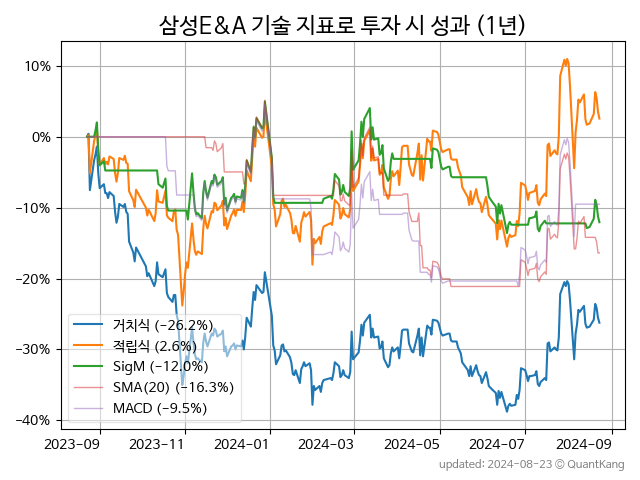 삼성E&A 기술 지표로 투자 시 성과 (1년)
10%
0%
−10%
−20%
−30%
−40%
거치식 (−26.2%)
적립식 (2.6%)
SigM (−12.0%)
SMA(20) (−16.3%)
MACD (−9.5%)
2023-09 2023-11 2024-01 2024-03 2024-05 2024-07 2024-09
updated: 2024-08-23 © QuantKang